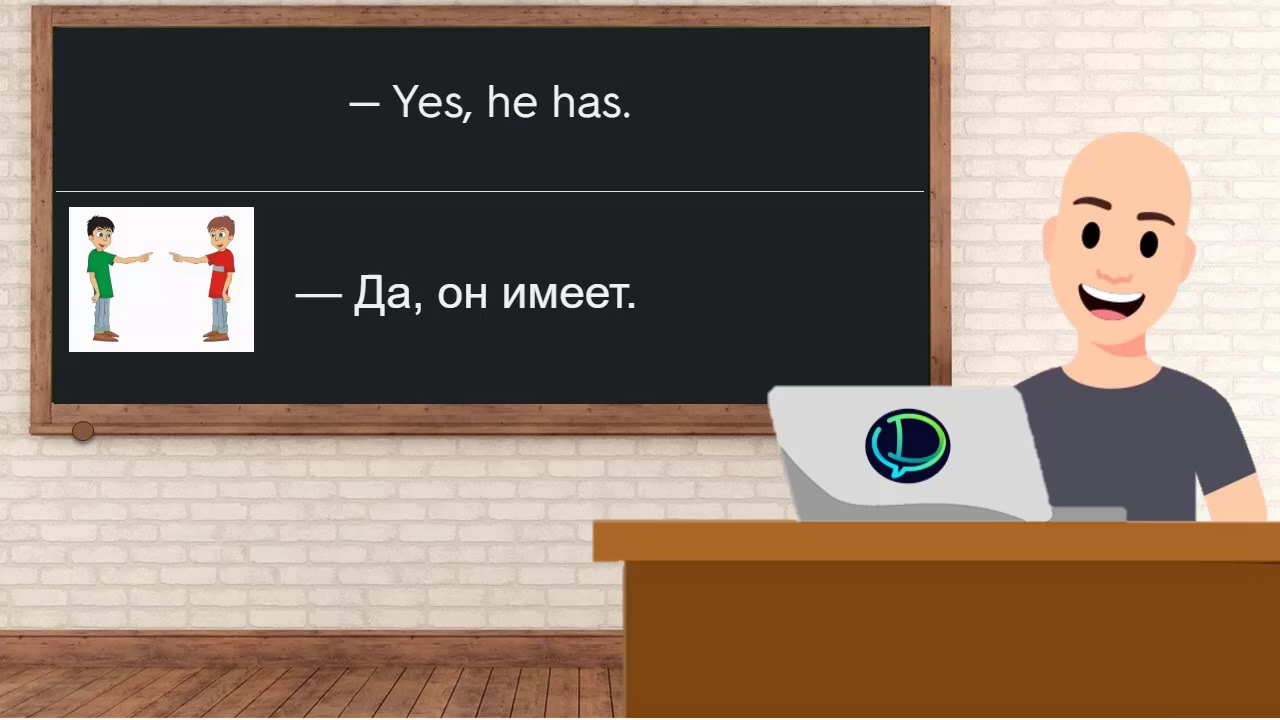 – Yes, he has.
— Да, он имеет.